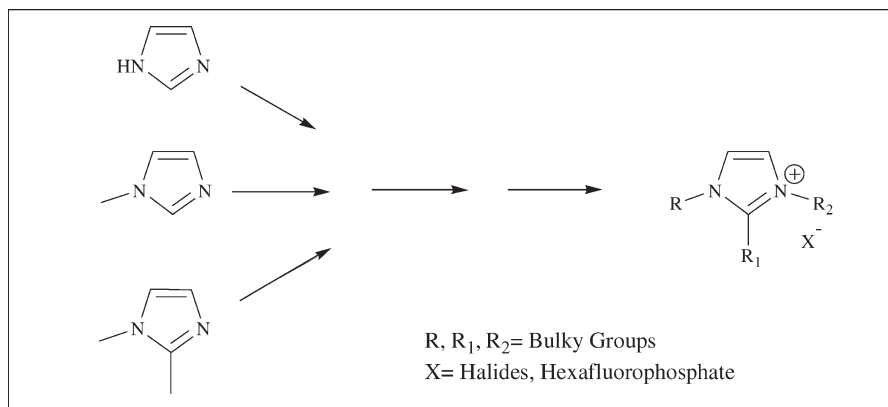 HN N
N N
N N
R N N ⊕ R₂
R₁ X⁻
R, R₁, R₂= Bulky Groups
X= Halides, Hexafluorophosphate